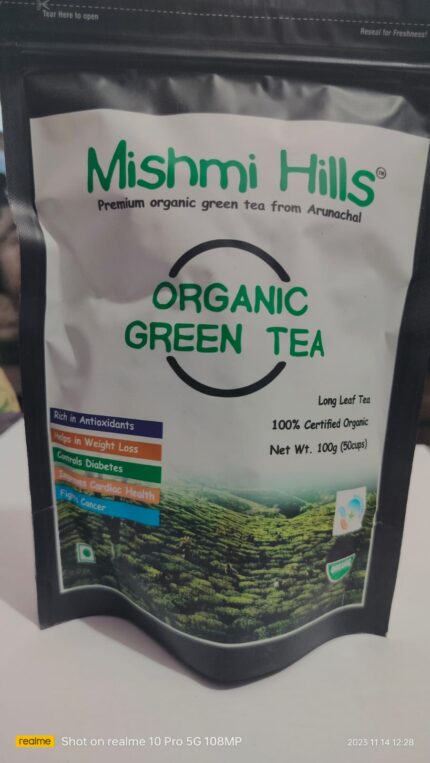 Tear Here to open
Reseal for Freshness!
Mishmi Hills™
Premium organic green tea from Arunachal
ORGANIC
GREEN TEA
Long Leaf Tea
100% Certified Organic
Net Wt. 100g (50cups)
Rich in Antioxidants
Helps in Weight Loss
Controls Diabetes
Improves Cardiac Health
Fights Cancer
ORGANIC
realme
Shot on realme 10 Pro 5G 108MP
2023.11.14 12:28